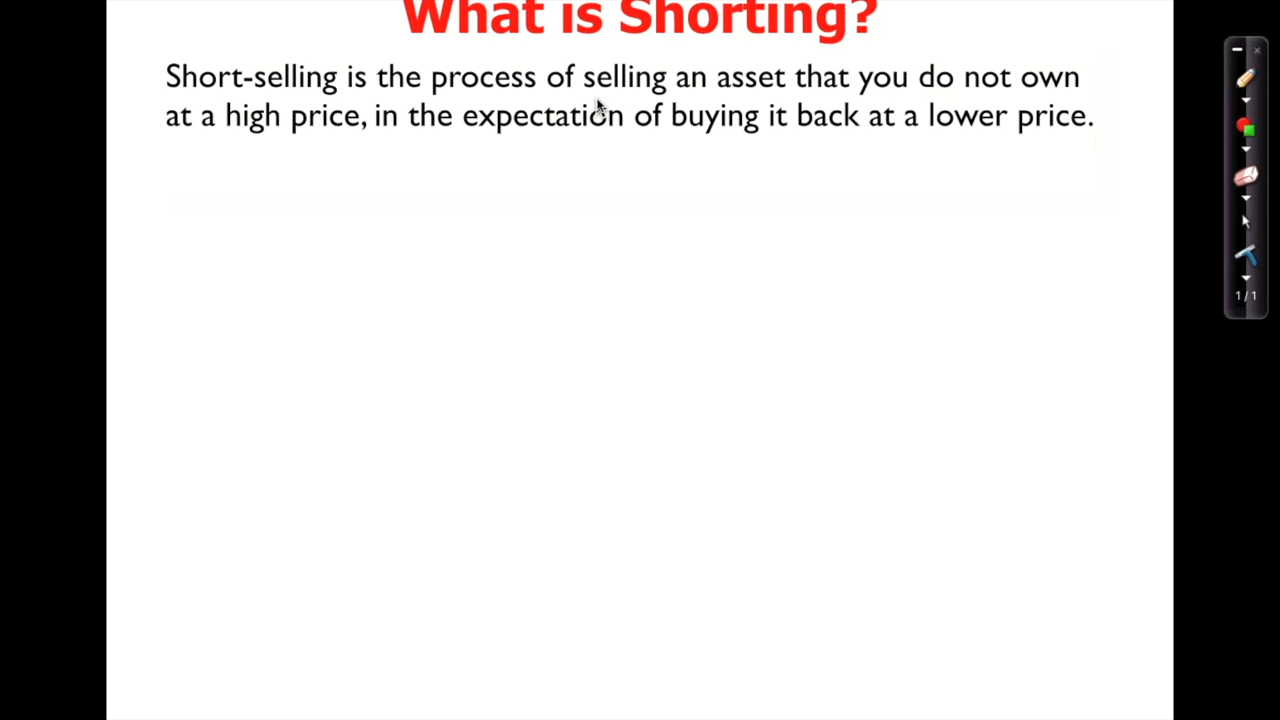 What is Shorting?
Short-selling is the process of selling an asset that you do not own
at a high price, in the expectation of buying it back at a lower price.
1/1